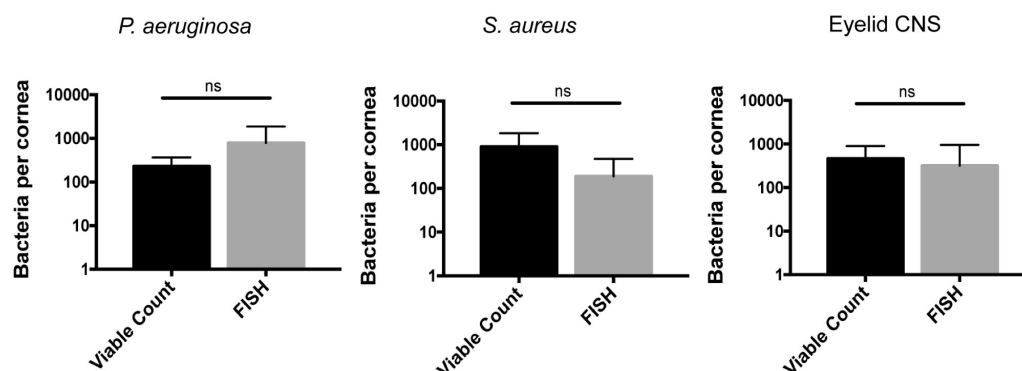 P. aeruginosa
ns
10000
1000
100
10
1
Bacteria per cornea
Viable Count
FISH
S. aureus
ns
10000
1000
100
10
1
Bacteria per cornea
Viable Count
FISH
Eyelid CNS
ns
10000
1000
100
10
1
Bacteria per cornea
Viable Count
FISH